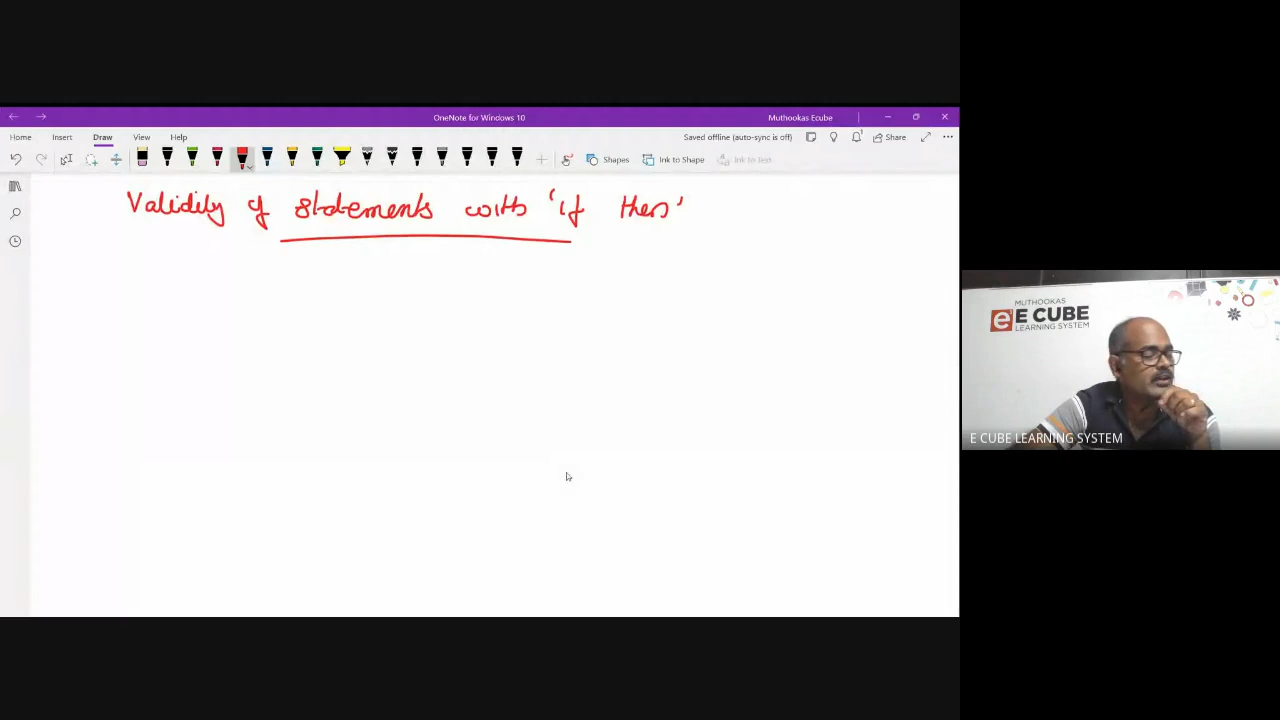 OneNote for Windows 10
Muthookas Ecube
Home Insert Draw View Help
Saved offline (auto-sync is off)
Share
Shapes
Ink to Shape
Ink to Text
Validity of statements with 'if then'
MUTHOOKAS
e E CUBE
LEARNING SYSTEM
E CUBE LEARNING SYSTEM